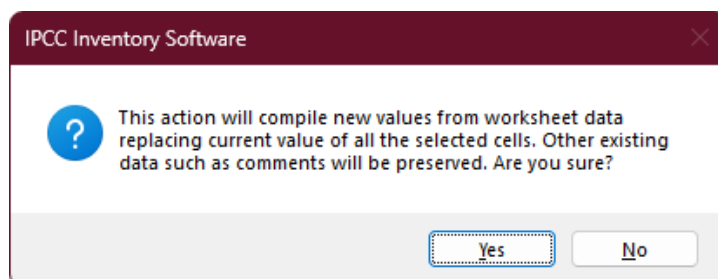 IPCC Inventory Software
This action will compile new values from worksheet data
replacing current value of all the selected cells. Other existing
data such as comments will be preserved. Are you sure?
Yes
No